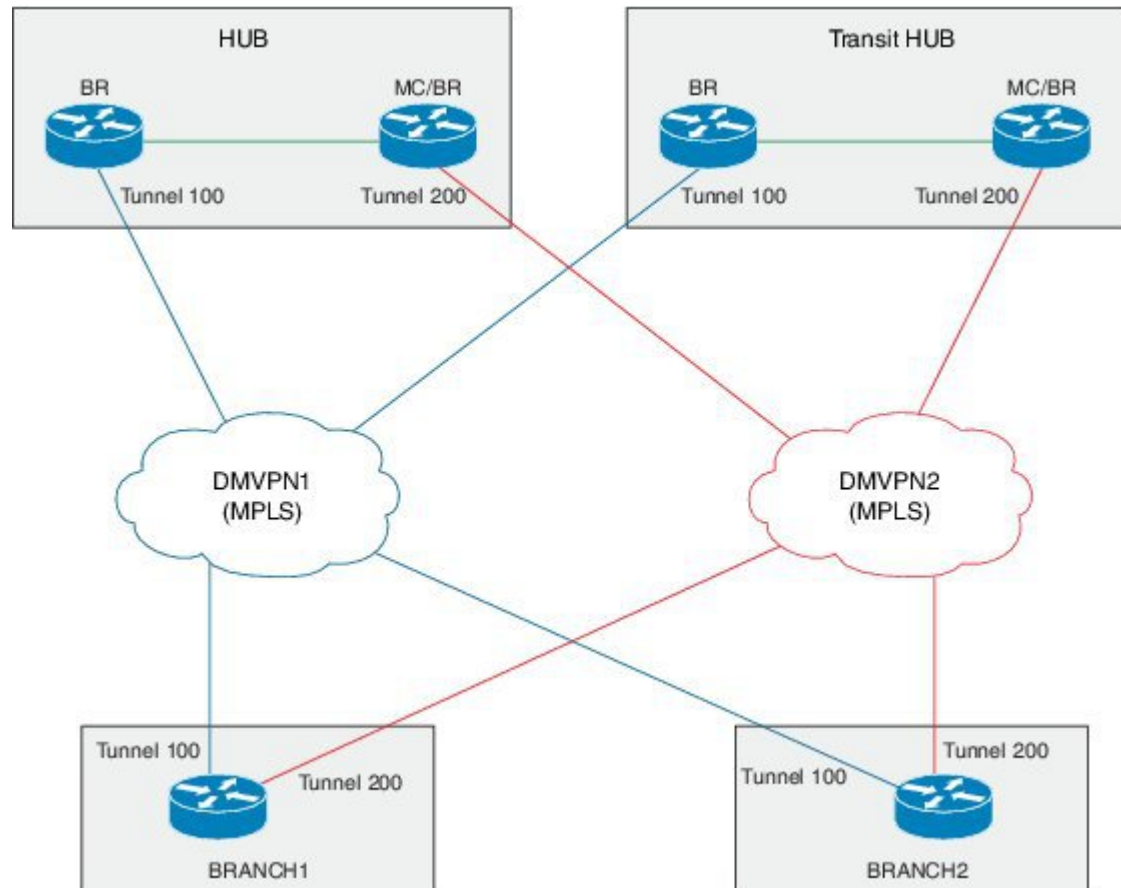 HUB
Transit HUB
BR
MC/BR
BR
MC/BR
Tunnel 100
Tunnel 200
Tunnel 100
Tunnel 200
DMVPN1
(MPLS)
DMVPN2
(MPLS)
Tunnel 100
Tunnel 200
Tunnel 200
Tunnel 100
BRANCH1
BRANCH2